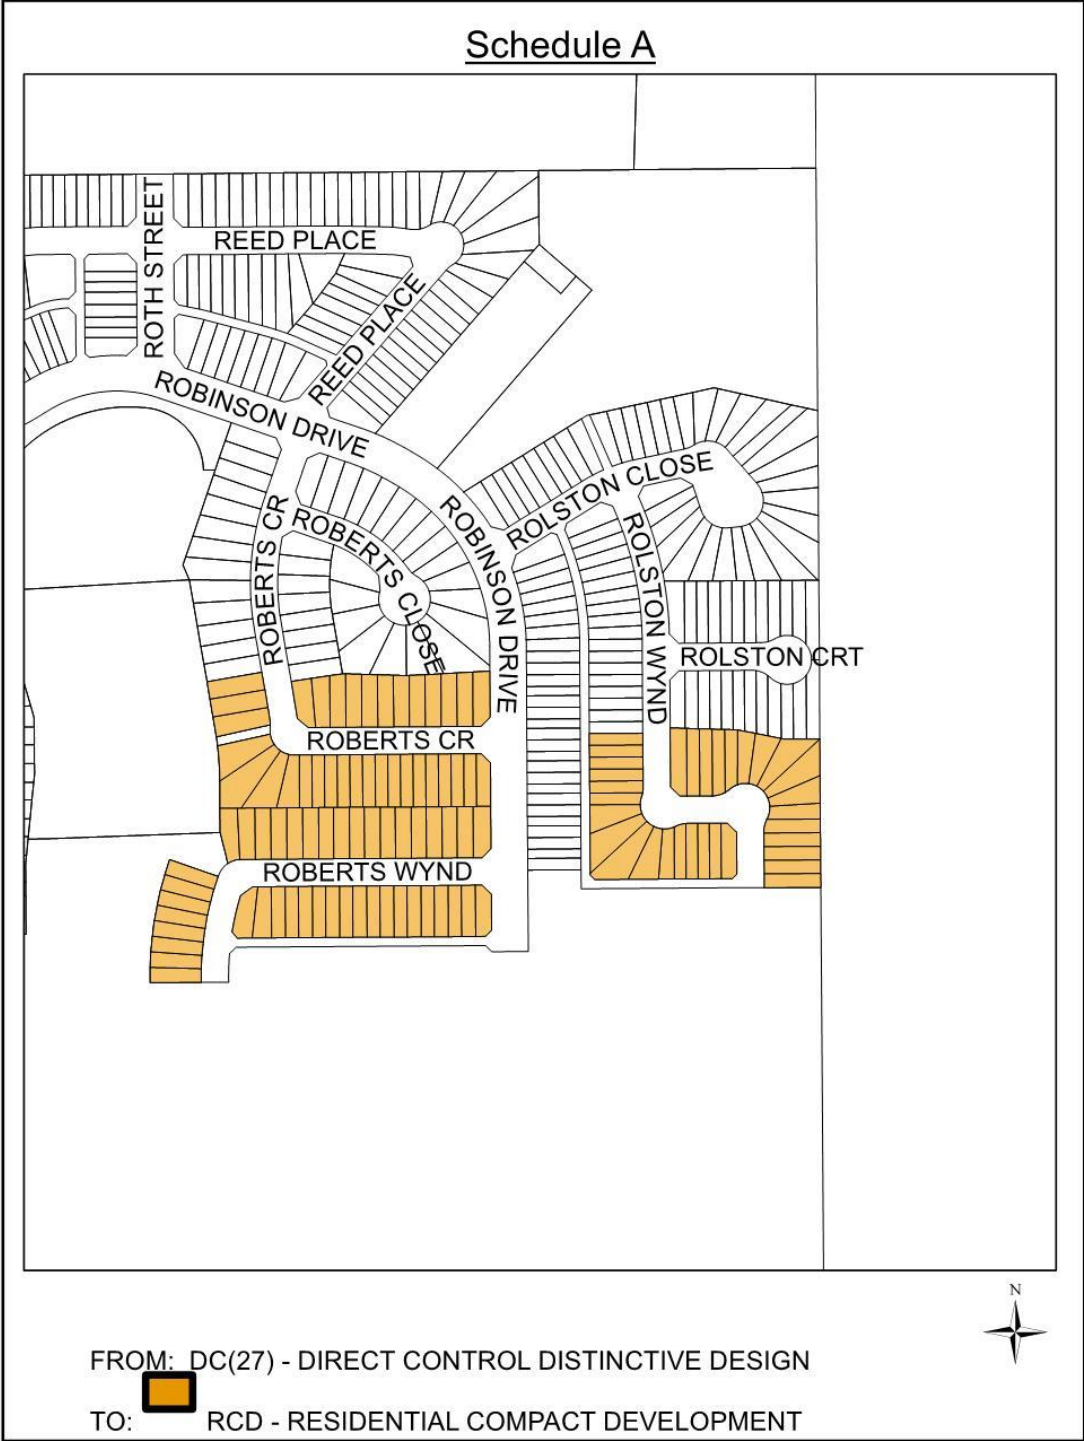 Schedule A
ROTH STREET
REED PLACE
REED PLACE
ROBINSON DRIVE
ROLSTON CLOSE
ROBERTS CR
ROBERTS CLOSE
ROBINSON DRIVE
ROLSTON WYND
ROLSTON CRT
ROBERTS CR
ROBERTS WYND
N
FROM: DC(27) - DIRECT CONTROL DISTINCTIVE DESIGN
TO: RCD - RESIDENTIAL COMPACT DEVELOPMENT